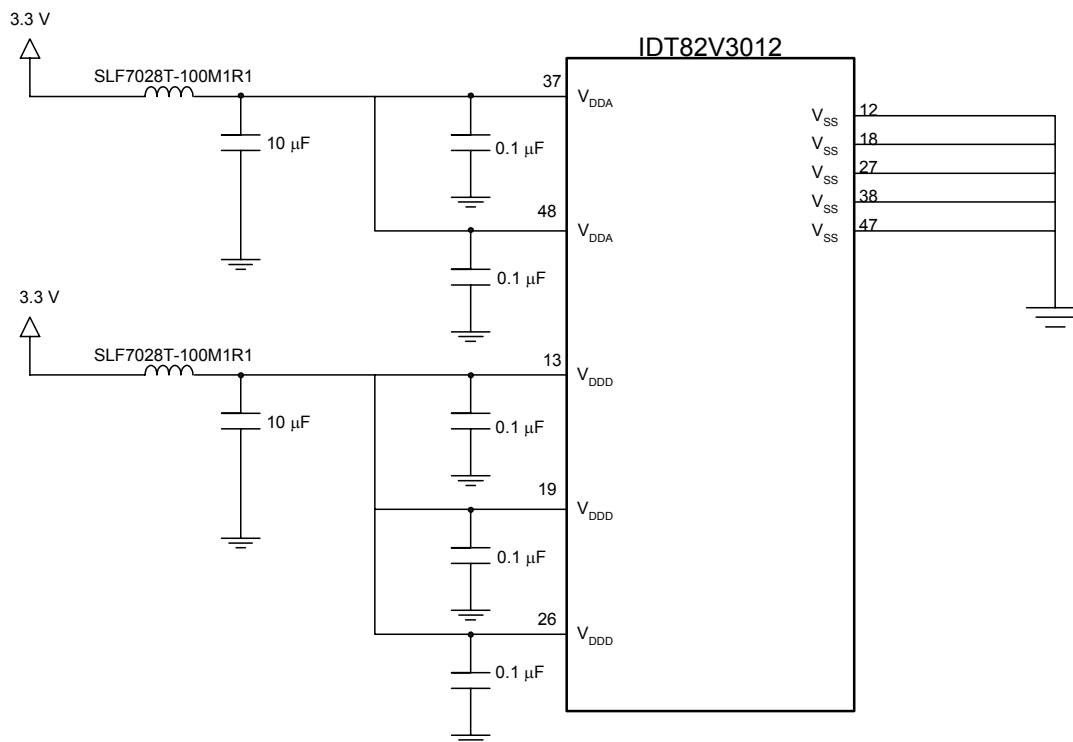 3.3 V
IDT82V3012
SLF7028T-100M1R1
37
V_DDA
10 μF
0.1 μF
V_SS 12
V_SS 18
V_SS 27
V_SS 38
V_SS 47
48
V_DDA
0.1 μF
3.3 V
SLF7028T-100M1R1
13
V_DDD
10 μF
0.1 μF
19
V_DDD
0.1 μF
26
V_DDD
0.1 μF